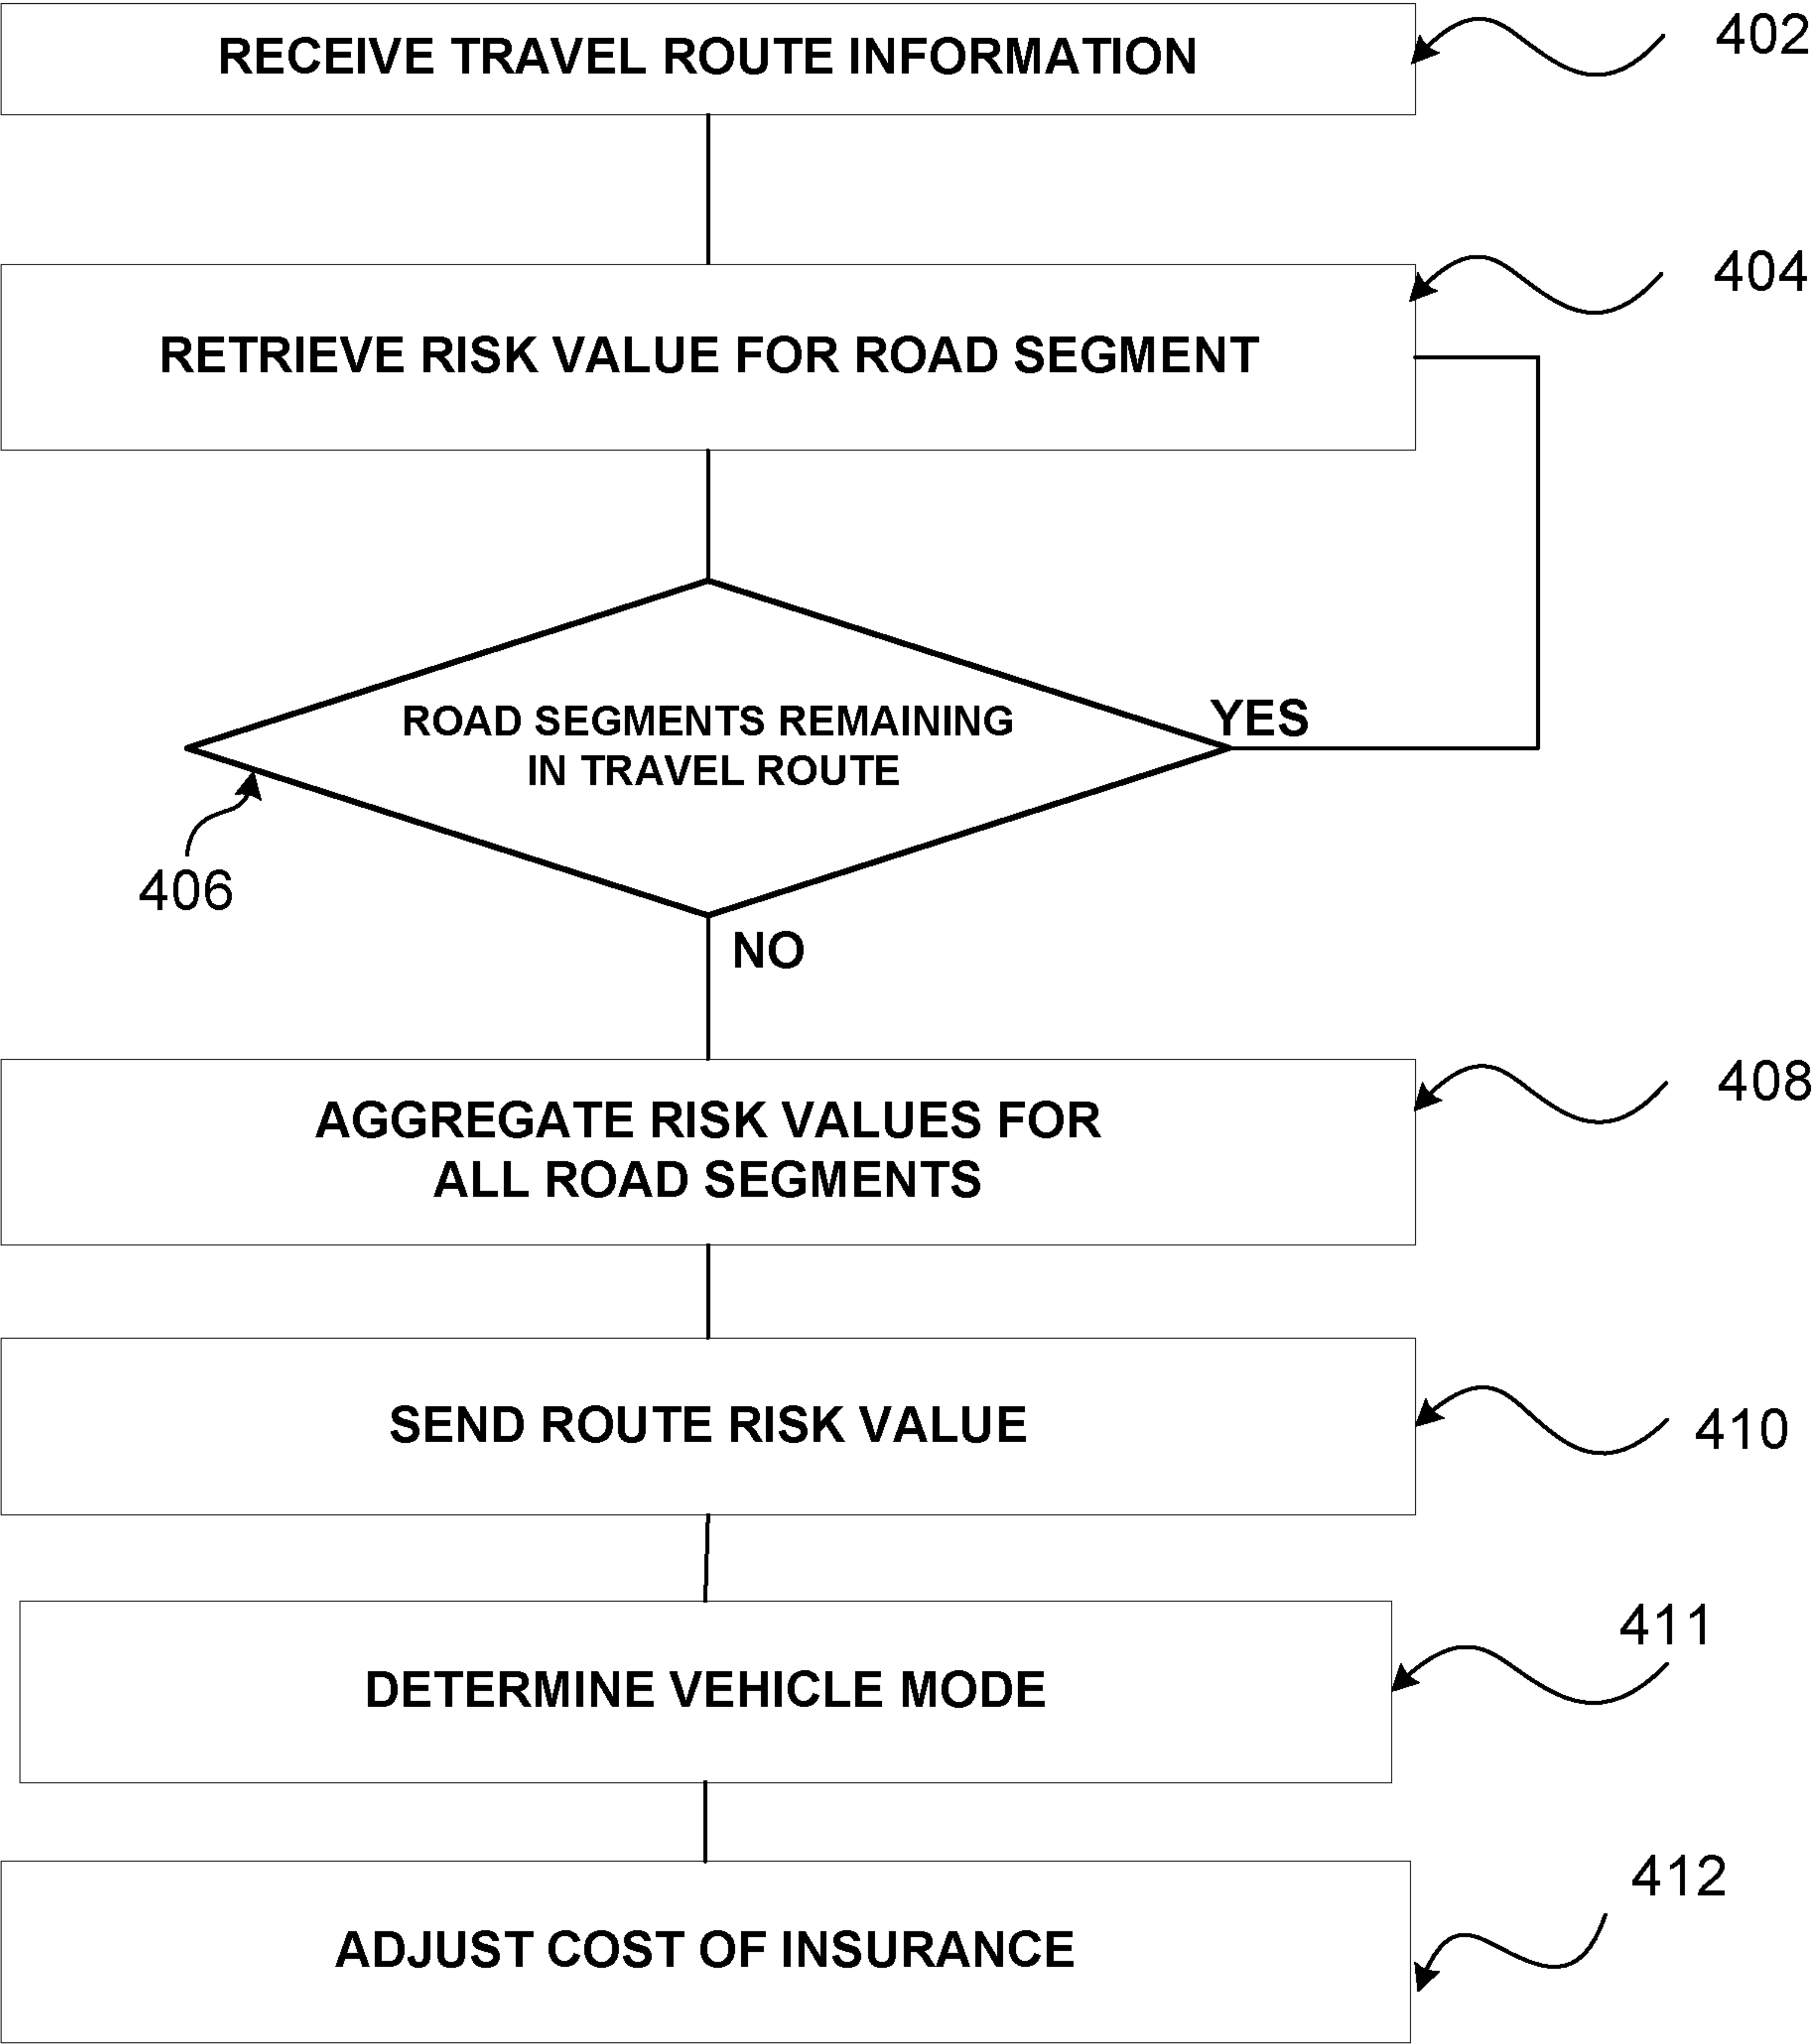 RECEIVE TRAVEL ROUTE INFORMATION
402
RETRIEVE RISK VALUE FOR ROAD SEGMENT
404
ROAD SEGMENTS REMAINING
IN TRAVEL ROUTE
YES
406
NO
AGGREGATE RISK VALUES FOR
ALL ROAD SEGMENTS
408
SEND ROUTE RISK VALUE
410
DETERMINE VEHICLE MODE
411
ADJUST COST OF INSURANCE
412